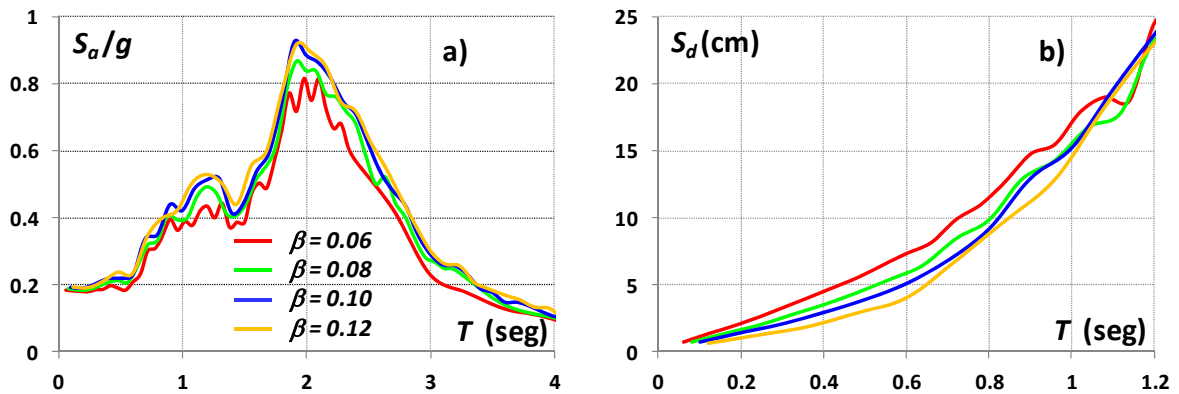 1
S_a/g
a)
0.8
0.6
0.4
β = 0.06
β = 0.08
0.2
β = 0.10
β = 0.12
T (seg)
0
0 1 2 3 4
25
S_d (cm)
b)
20
15
10
5
T (seg)
0
0 0.2 0.4 0.6 0.8 1 1.2